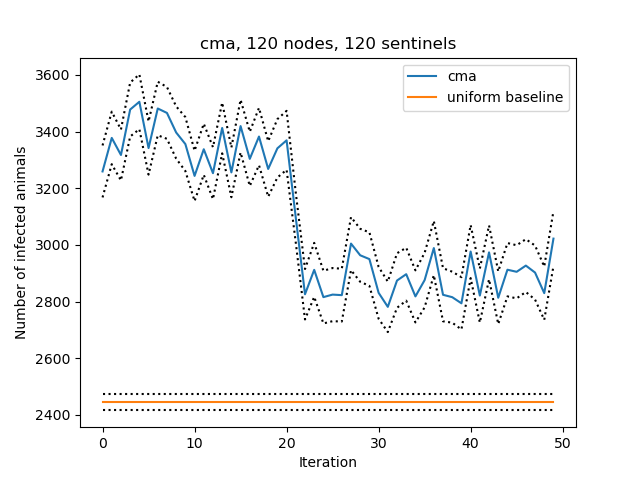 cma, 120 nodes, 120 sentinels
cma
uniform baseline
Number of infected animals
3600
3400
3200
3000
2800
2600
2400
0
10
20
30
40
50
Iteration